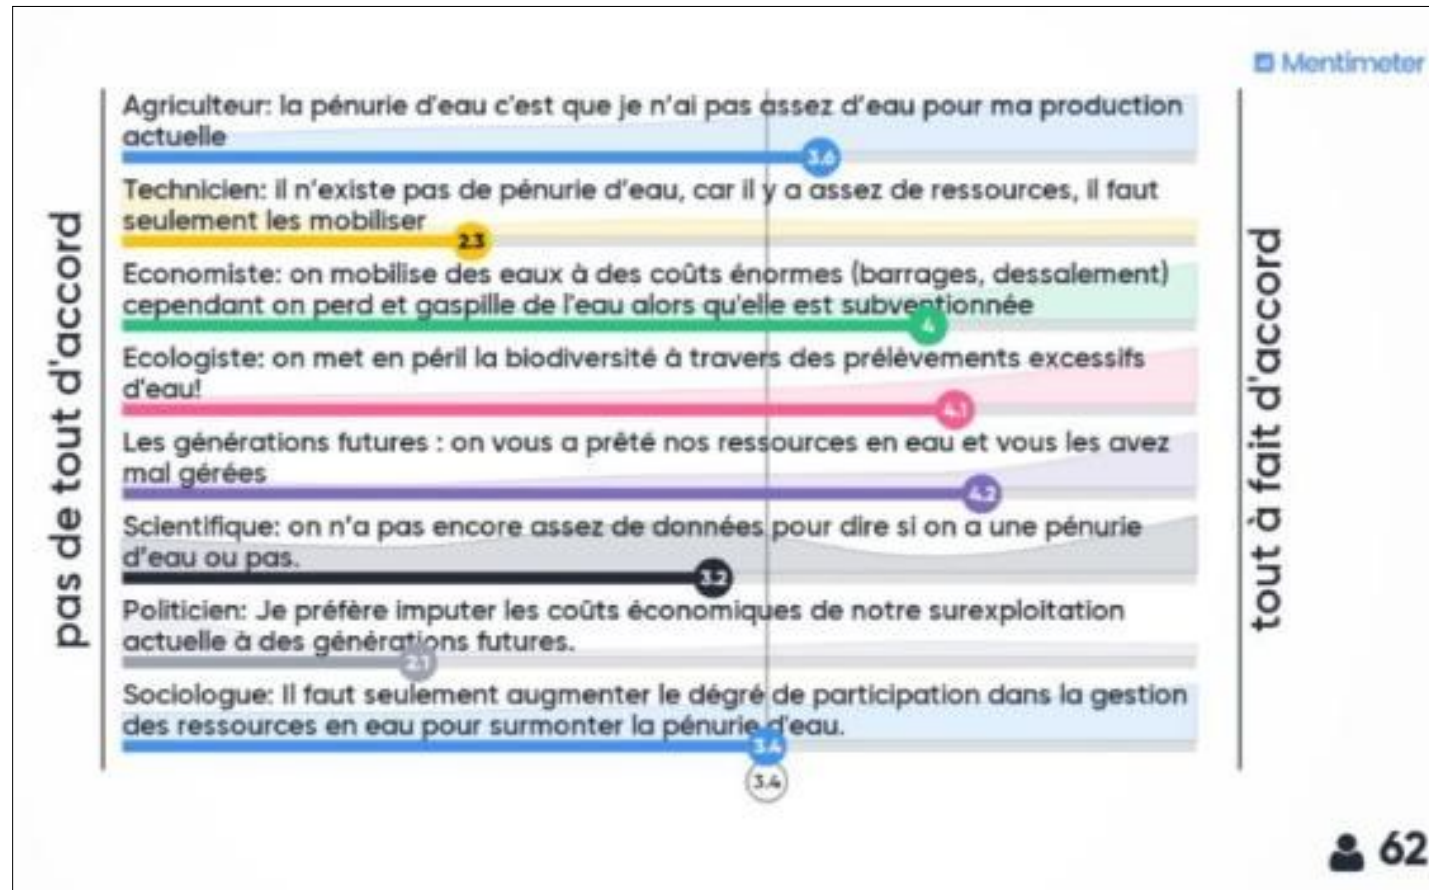 Mentimeter
Agriculteur: la pénurie d'eau c'est que je n'ai pas assez d'eau pour ma production
actuelle
3.6
Technicien: il n'existe pas de pénurie d'eau, car il y a assez de ressources, il faut
seulement les mobiliser
2.3
Economiste: on mobilise des eaux à des coûts énormes (barrages, dessalement)
cependant on perd et gaspille de l'eau alors qu'elle est subventionnée
4
Ecologiste: on met en péril la biodiversité à travers des prélèvements excessifs
d'eau!
4.1
Les générations futures : on vous a prêté nos ressources en eau et vous les avez
mal gérées
4.2
Scientifique: on n'a pas encore assez de données pour dire si on a une pénurie
d'eau ou pas.
3.2
Politicien: Je préfère imputer les coûts économiques de notre surexploitation
actuelle à des générations futures.
2.1
Sociologue: Il faut seulement augmenter le dégré de participation dans la gestion
des ressources en eau pour surmonter la pénurie d'eau.
3.4
3.4
pas de tout d'accord
tout à fait d'accord
62